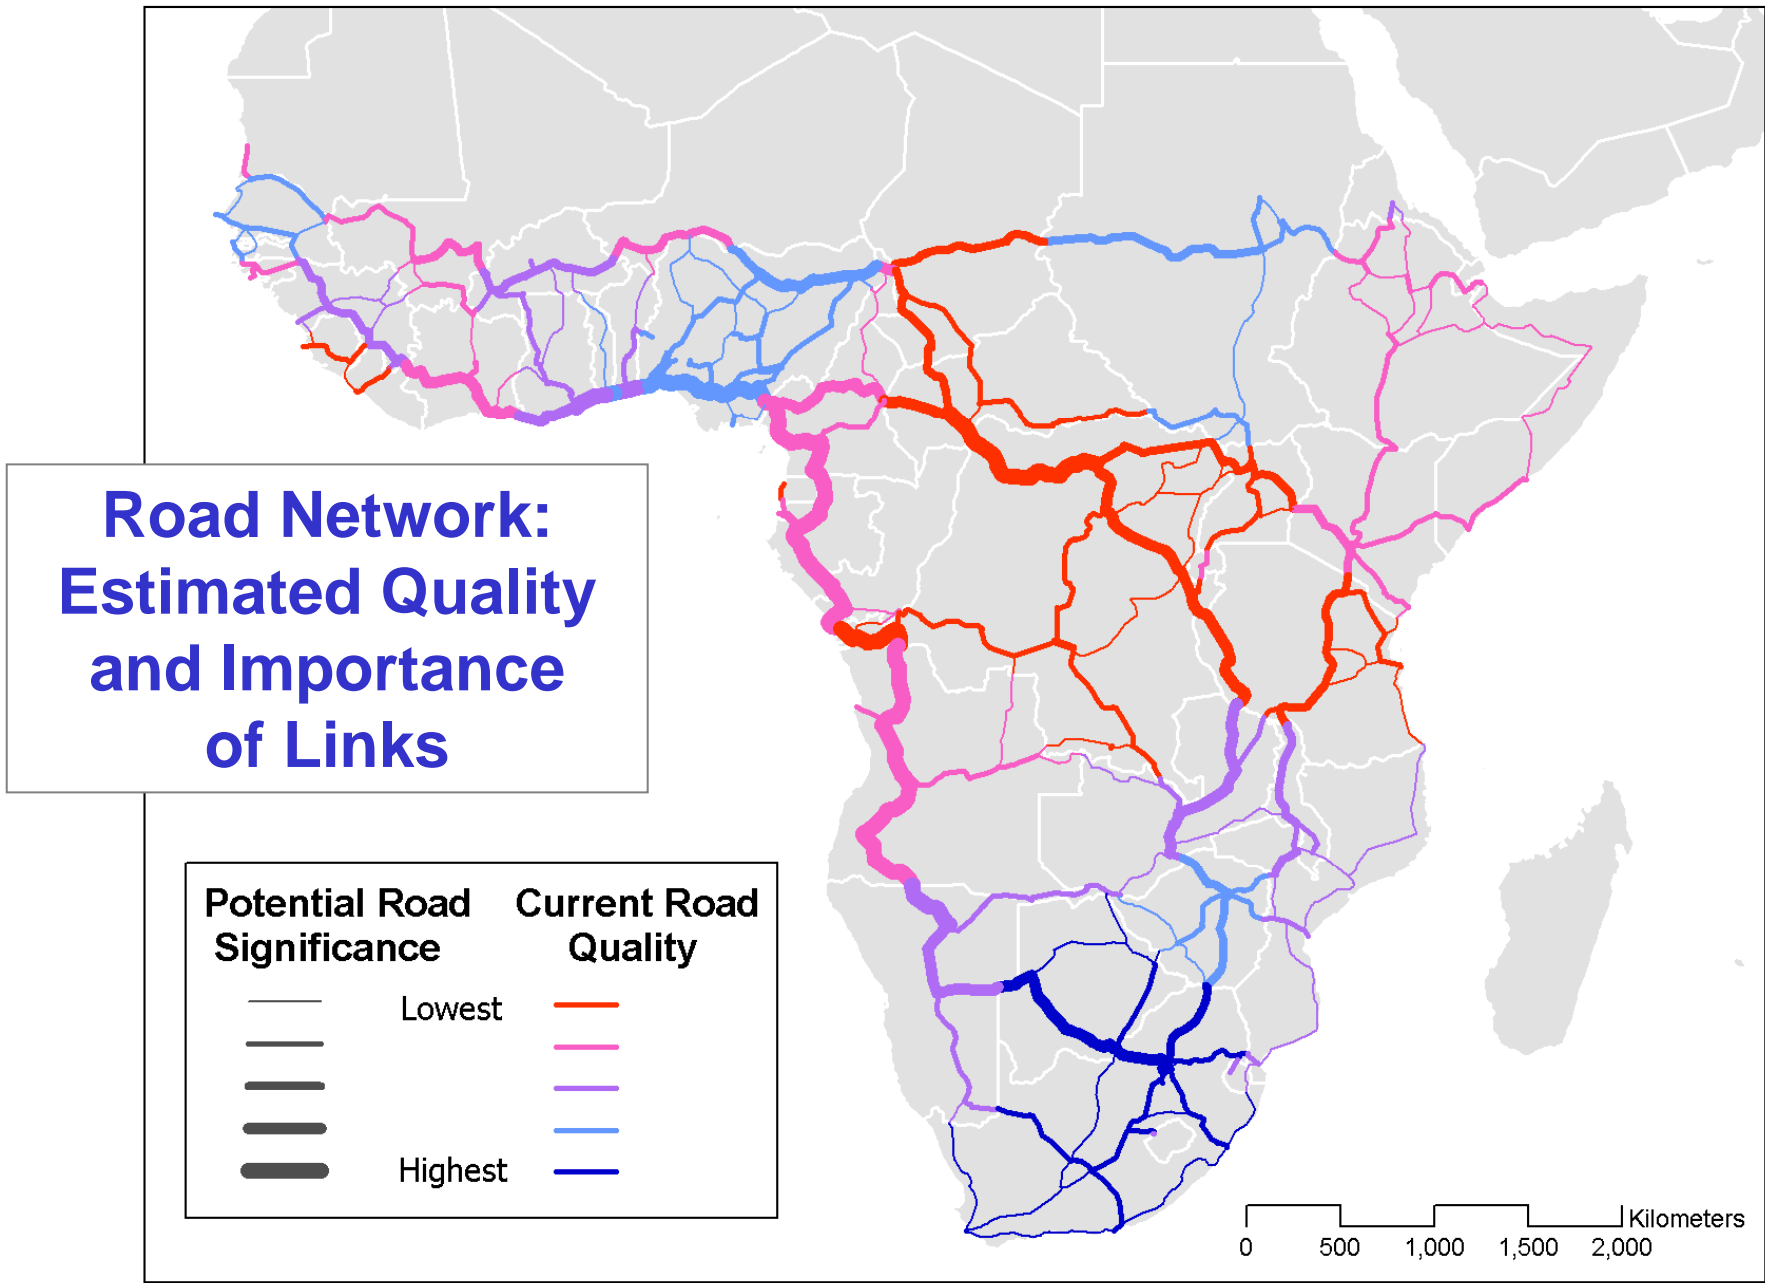 Road Network:
Estimated Quality
and Importance
of Links
Potential Road Significance
Current Road Quality
Lowest
Highest
Kilometers
0 500 1,000 1,500 2,000